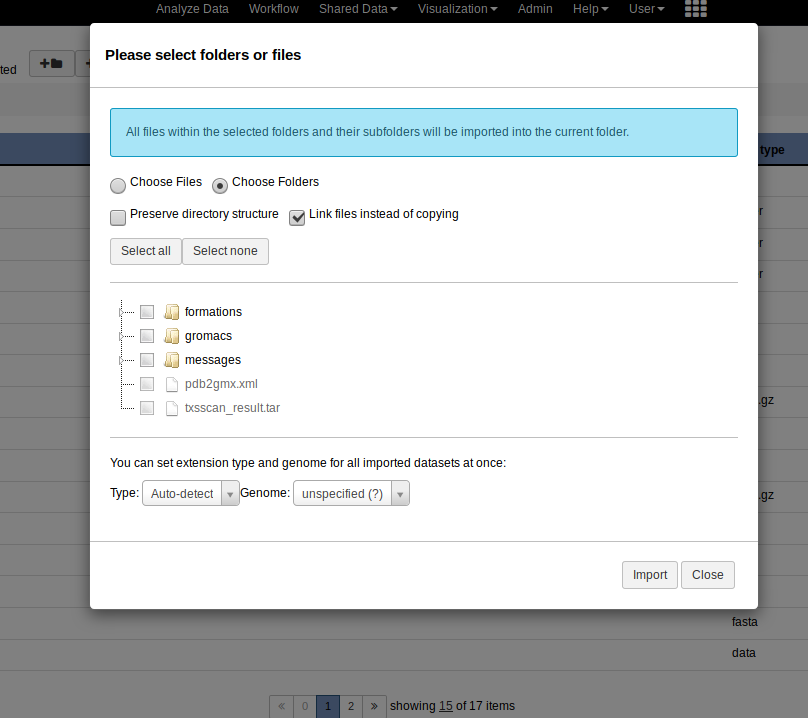 Analyze Data Workflow Shared Data Visualization Admin Help User
Please select folders or files
ted
All files within the selected folders and their subfolders will be imported into the current folder.
type
Choose Files Choose Folders
r
Preserve directory structure Link files instead of copying
r
Select all Select none
r
formations
gromacs
messages
pdb2gmx.xml
.gz
txsscan_result.tar
You can set extension type and genome for all imported datasets at once:
Type: Auto-detect Genome: unspecified (?)
.gz
Import Close
fasta
data
« 0 1 2 » showing 15 of 17 items